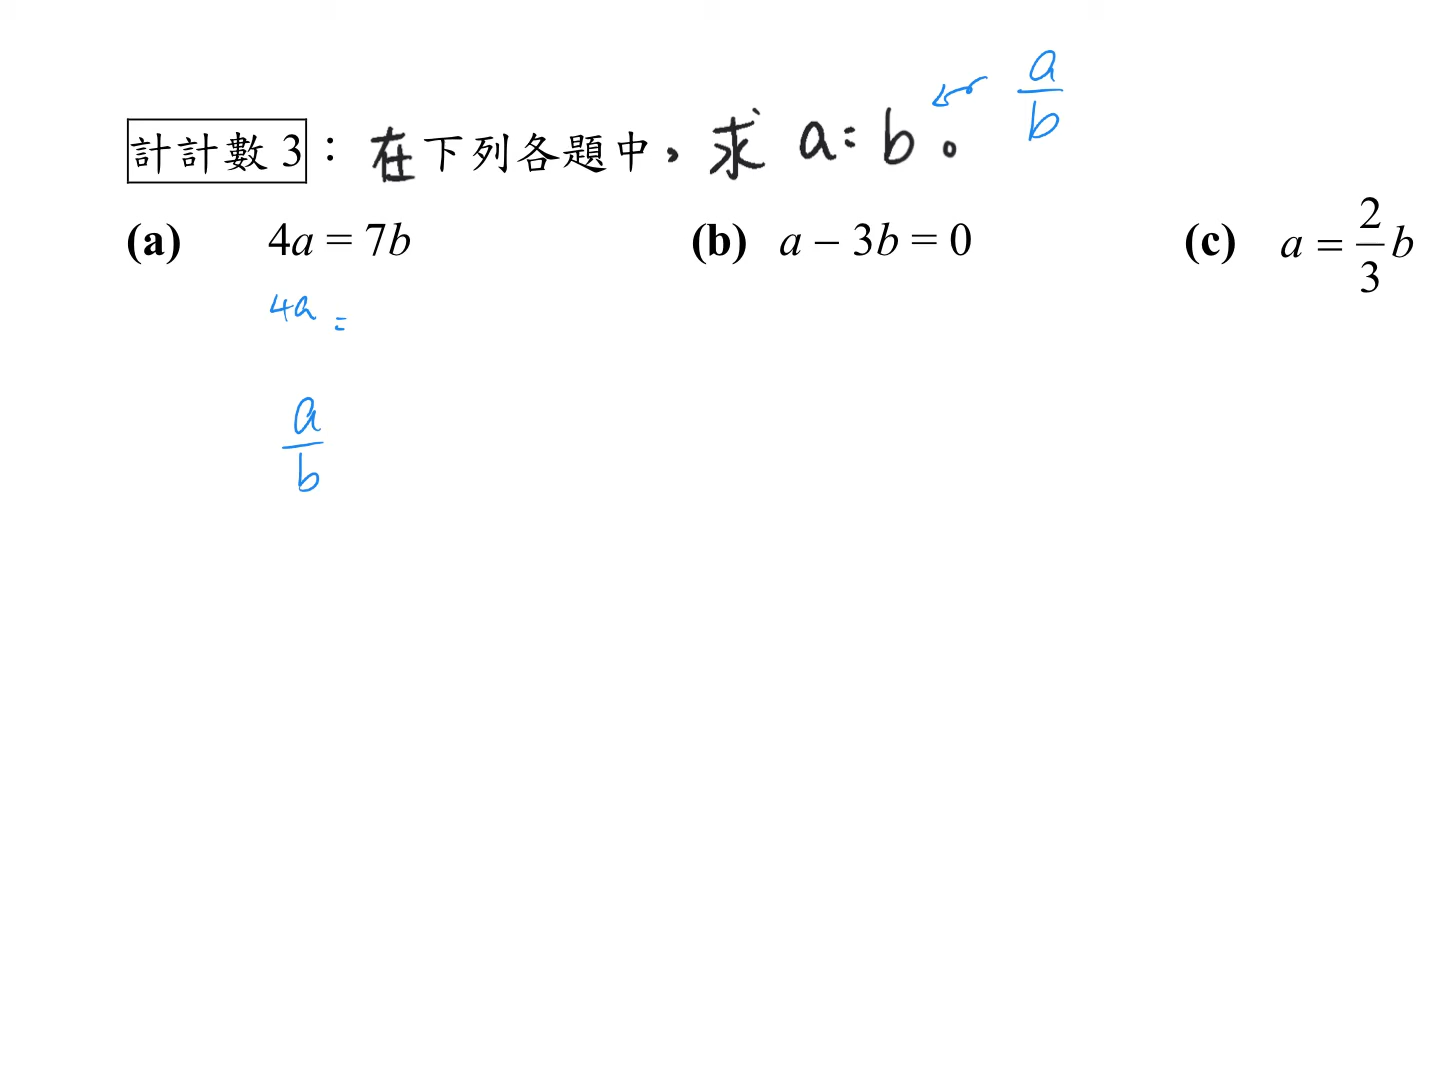 a/b
計計數 3：在下列各題中，求 a:b。
(a) 4a = 7b (b) a − 3b = 0 (c) a = 2/3 b
4a =
a/b